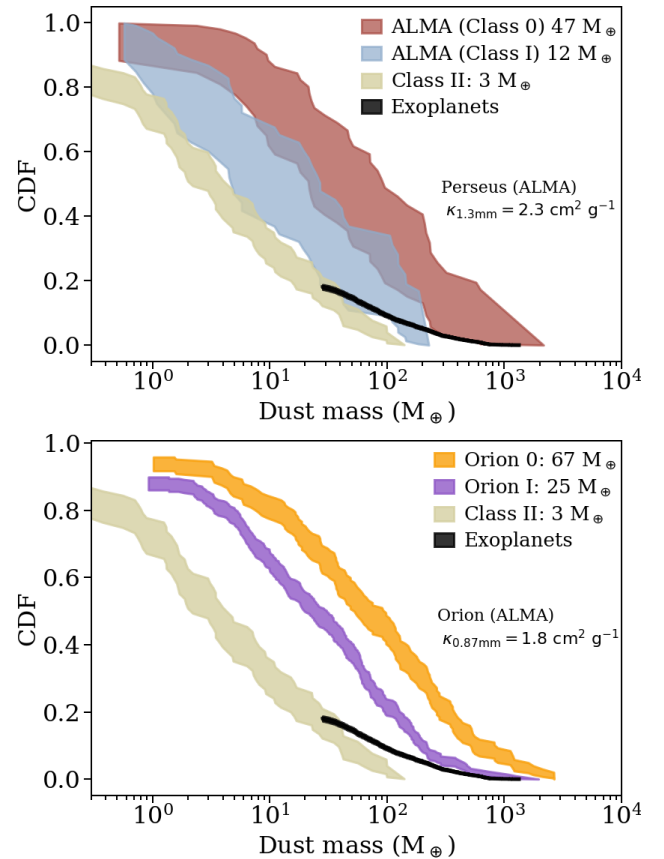 1.0
0.8
0.6
0.4
0.2
0.0
CDF
ALMA (Class 0) 47 M⊕
ALMA (Class I) 12 M⊕
Class II: 3 M⊕
Exoplanets
Perseus (ALMA)
κ1.3mm = 2.3 cm² g⁻¹
10⁰ 10¹ 10² 10³ 10⁴
Dust mass (M⊕)
1.0
0.8
0.6
0.4
0.2
0.0
CDF
Orion 0: 67 M⊕
Orion I: 25 M⊕
Class II: 3 M⊕
Exoplanets
Orion (ALMA)
κ0.87mm = 1.8 cm² g⁻¹
10⁰ 10¹ 10² 10³ 10⁴
Dust mass (M⊕)